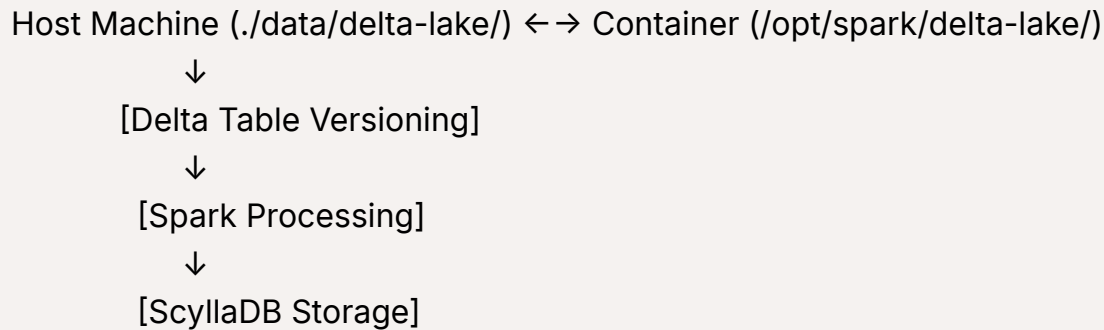 Host Machine (./data/delta-lake/) ←→ Container (/opt/spark/delta-lake/)
↓
[Delta Table Versioning]
↓
[Spark Processing]
↓
[ScyllaDB Storage]